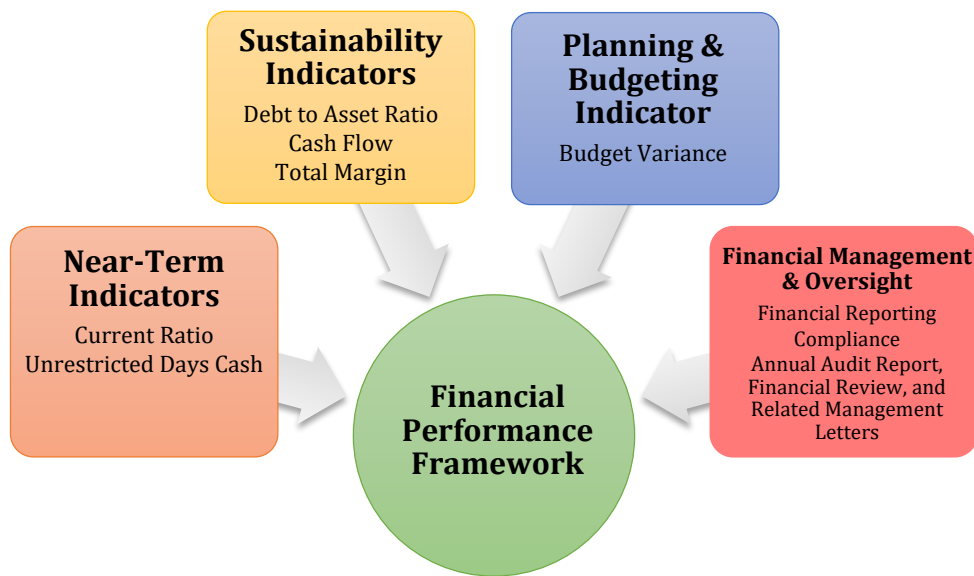 Sustainability
Indicators
Debt to Asset Ratio
Cash Flow
Total Margin
Planning &
Budgeting
Indicator
Budget Variance
Near-Term
Indicators
Current Ratio
Unrestricted Days Cash
Financial Management
& Oversight
Financial Reporting
Compliance
Annual Audit Report,
Financial Review, and
Related Management
Letters
Financial
Performance
Framework